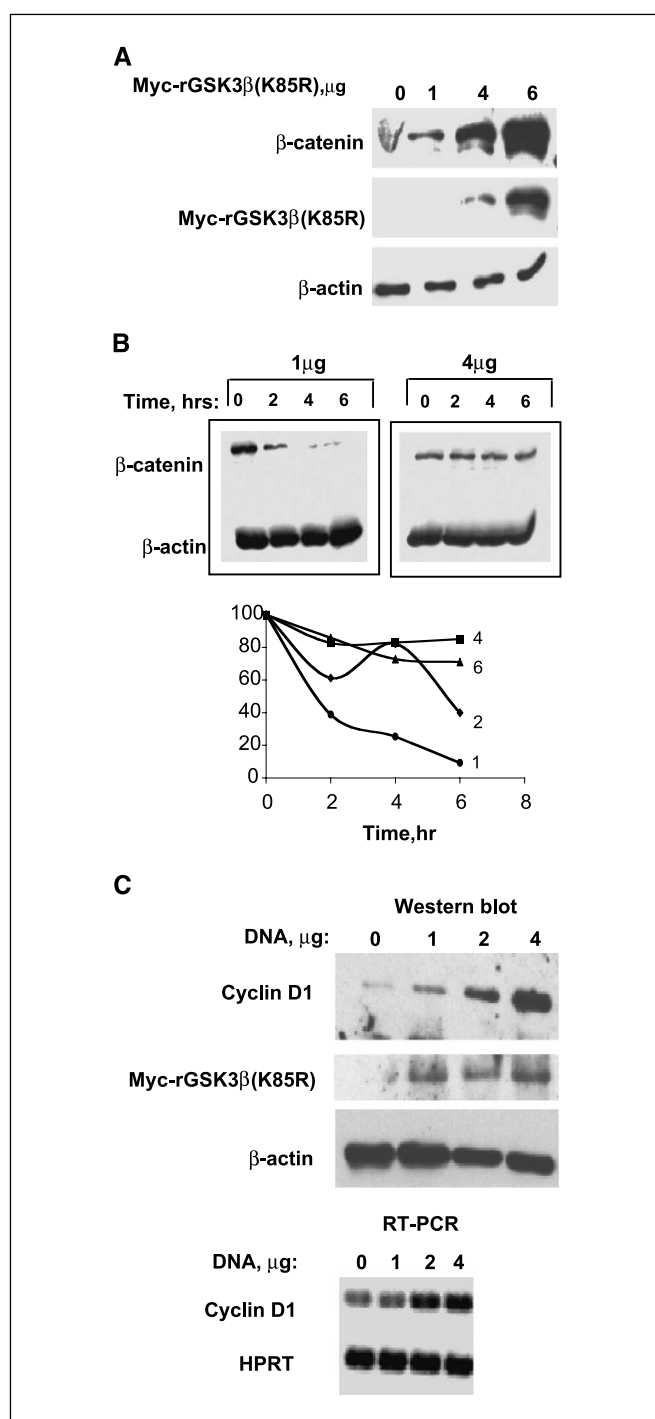 A
Myc-rGSK3β(K85R),μg 0 1 4 6
β-catenin
Myc-rGSK3β(K85R)
β-actin
B
1μg 4μg
Time, hrs: 0 2 4 6 0 2 4 6
β-catenin
β-actin
100
80
60
40
20
0
4
6
2
1
0 2 4 6 8
Time,hr
C
Western blot
DNA, μg: 0 1 2 4
Cyclin D1
Myc-rGSK3β(K85R)
β-actin
RT-PCR
DNA, μg: 0 1 2 4
Cyclin D1
HPRT